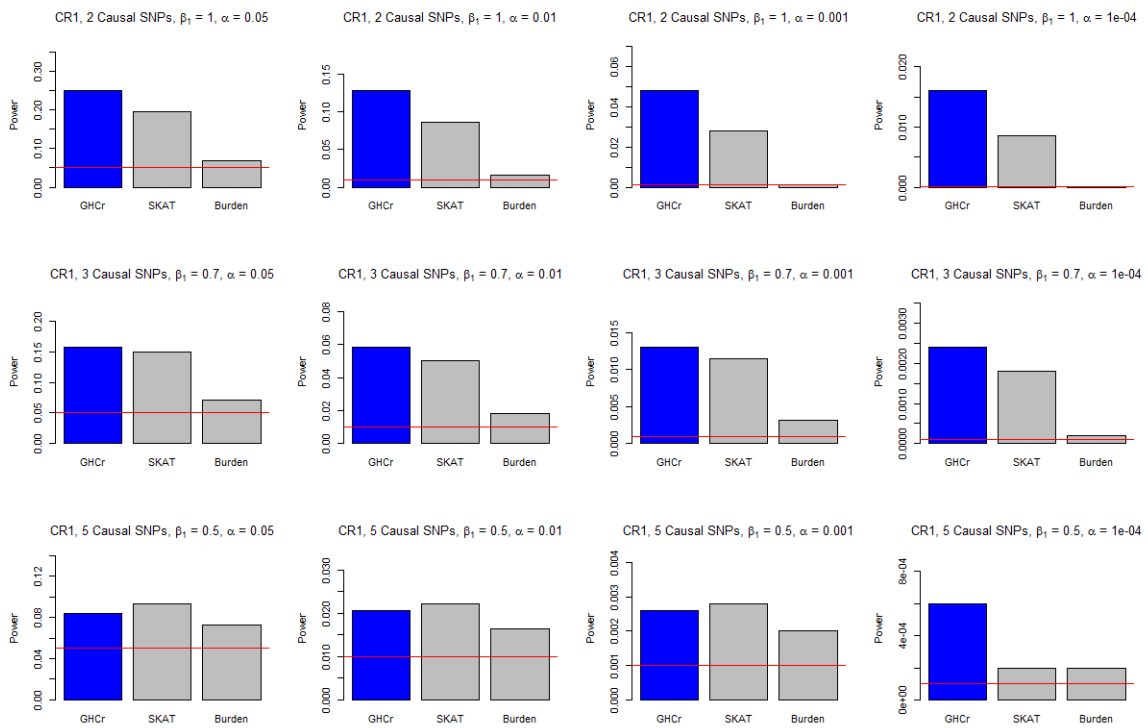 CR1, 2 Causal SNPs, β₁ = 1, α = 0.05
Power
0.00
0.10
0.20
0.30
GHCr SKAT Burden
CR1, 2 Causal SNPs, β₁ = 1, α = 0.01
0.00
0.05
0.10
0.15
GHCr SKAT Burden
CR1, 2 Causal SNPs, β₁ = 1, α = 0.001
Power
0.00
0.02
0.04
0.06
GHCr SKAT Burden
CR1, 2 Causal SNPs, β₁ = 1, α = 1e-04
Power
0.000
0.010
0.020
GHCr SKAT Burden
CR1, 3 Causal SNPs, β₁ = 0.7, α = 0.05
Power
0.00
0.05
0.10
0.15
0.20
GHCr SKAT Burden
CR1, 3 Causal SNPs, β₁ = 0.7, α = 0.01
Power
0.00
0.02
0.04
0.06
0.08
GHCr SKAT Burden
CR1, 3 Causal SNPs, β₁ = 0.7, α = 0.001
Power
0.000
0.005
0.010
0.015
GHCr SKAT Burden
CR1, 3 Causal SNPs, β₁ = 0.7, α = 1e-04
Power
0.0000
0.0010
0.0020
0.0030
GHCr SKAT Burden
CR1, 5 Causal SNPs, β₁ = 0.5, α = 0.05
Power
0.00
0.04
0.08
0.12
GHCr SKAT Burden
CR1, 5 Causal SNPs, β₁ = 0.5, α = 0.01
Power
0.000
0.010
0.020
0.030
GHCr SKAT Burden
CR1, 5 Causal SNPs, β₁ = 0.5, α = 0.001
Power
0.000
0.001
0.002
0.003
0.004
GHCr SKAT Burden
CR1, 5 Causal SNPs, β₁ = 0.5, α = 1e-04
Power
0e+00
4e-04
8e-04
GHCr SKAT Burden